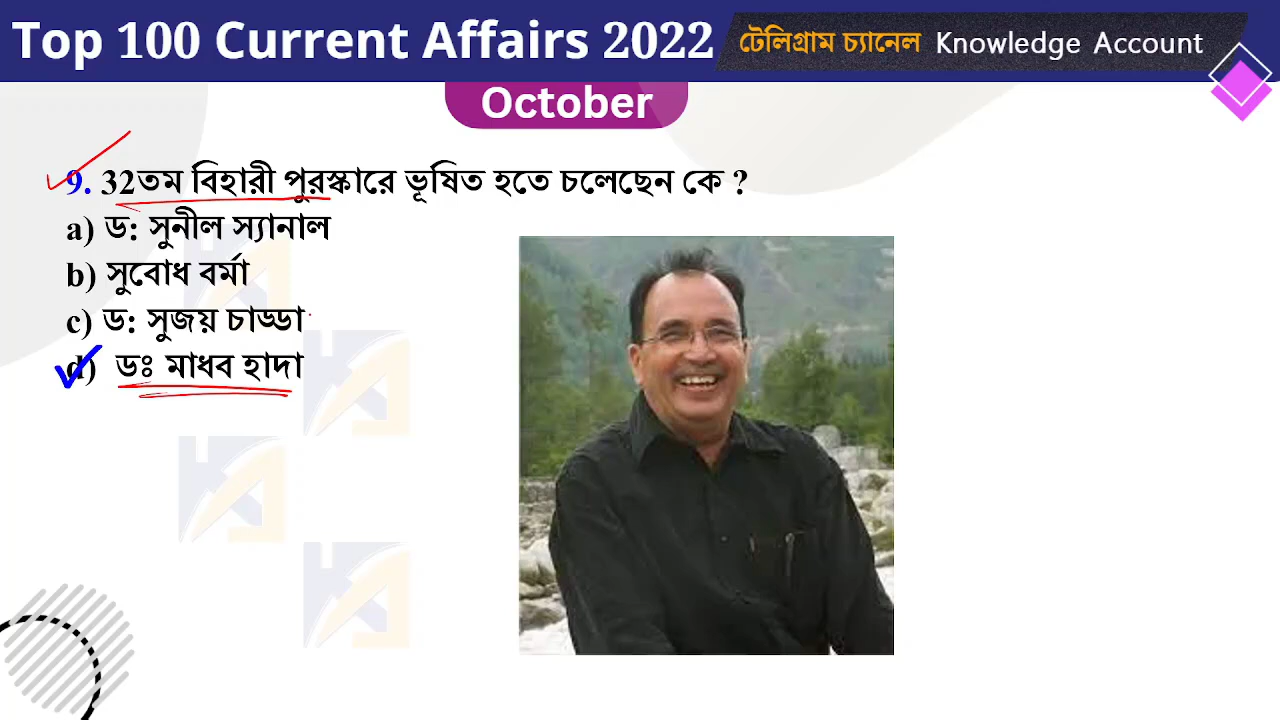 Top 100 Current Affairs 2022 টেলিগ্রাম চ্যানেল Knowledge Account
October
9. 32তম বিহারী পুরস্কারে ভূষিত হতে চলেছেন কে ?
a) ড: সুনীল স্যানাল
b) সুবোধ বর্মা
c) ড: সুজয় চাড্ডা
d) ডঃ মাধব হাদা